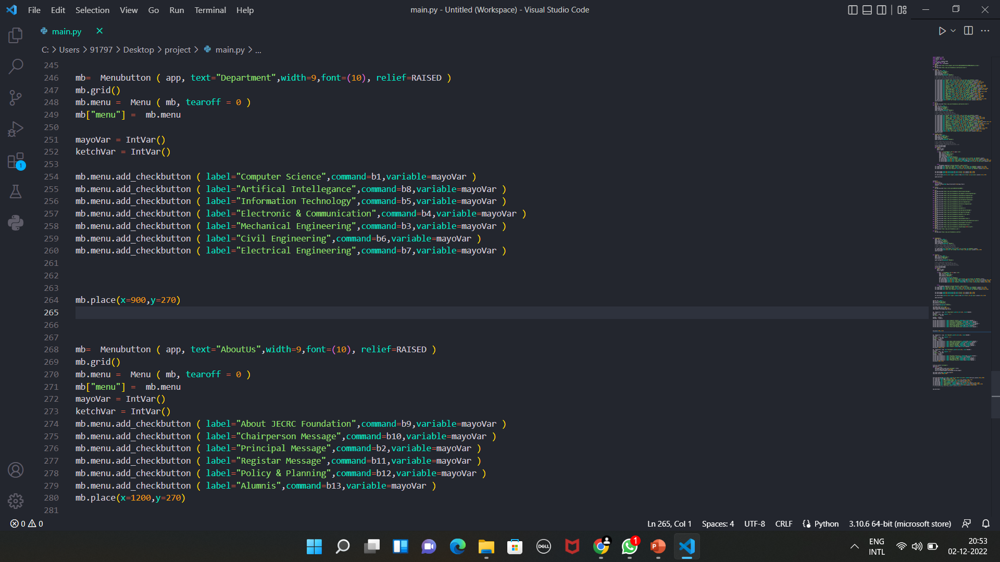 File Edit Selection View Go Run Terminal Help
main.py - Untitled (Workspace) - Visual Studio Code
main.py
C: > Users > 91797 > Desktop > project > main.py > ...
245
246 mb=  Menubutton ( app, text="Department",width=9,font=(10), relief=RAISED )
247 mb.grid()
248 mb.menu =  Menu ( mb, tearoff = 0 )
249 mb["menu"] =  mb.menu
250
251 mayoVar = IntVar()
252 ketchVar = IntVar()
253
254 mb.menu.add_checkbutton ( label="Computer Science",command=b1,variable=mayoVar )
255 mb.menu.add_checkbutton ( label="Artifical Intellegance",command=b8,variable=mayoVar )
256 mb.menu.add_checkbutton ( label="Information Technology",command=b5,variable=mayoVar )
257 mb.menu.add_checkbutton ( label="Electronic & Communication",command=b4,variable=mayoVar )
258 mb.menu.add_checkbutton ( label="Mechanical Engineering",command=b3,variable=mayoVar )
259 mb.menu.add_checkbutton ( label="Civil Engineering",command=b6,variable=mayoVar )
260 mb.menu.add_checkbutton ( label="Electrical Engineering",command=b7,variable=mayoVar )
261
262
263
264 mb.place(x=900,y=270)
265
266
267
268 mb=  Menubutton ( app, text="AboutUs",width=9,font=(10), relief=RAISED )
269 mb.grid()
270 mb.menu =  Menu ( mb, tearoff = 0 )
271 mb["menu"] =  mb.menu
272 mayoVar = IntVar()
273 ketchVar = IntVar()
274 mb.menu.add_checkbutton ( label="About JECRC Foundation",command=b9,variable=mayoVar )
275 mb.menu.add_checkbutton ( label="Chairperson Message",command=b10,variable=mayoVar )
276 mb.menu.add_checkbutton ( label="Principal Message",command=b2,variable=mayoVar )
277 mb.menu.add_checkbutton ( label="Registar Message",command=b11,variable=mayoVar )
278 mb.menu.add_checkbutton ( label="Policy & Planning",command=b12,variable=mayoVar )
279 mb.menu.add_checkbutton ( label="Alumnis",command=b13,variable=mayoVar )
280 mb.place(x=1200,y=270)
281
1
0 0
Ln 265, Col 1 Spaces: 4 UTF-8 CRLF Python 3.10.6 64-bit (microsoft store)
DELL
1
P
ENG
INTL
20:53
02-12-2022